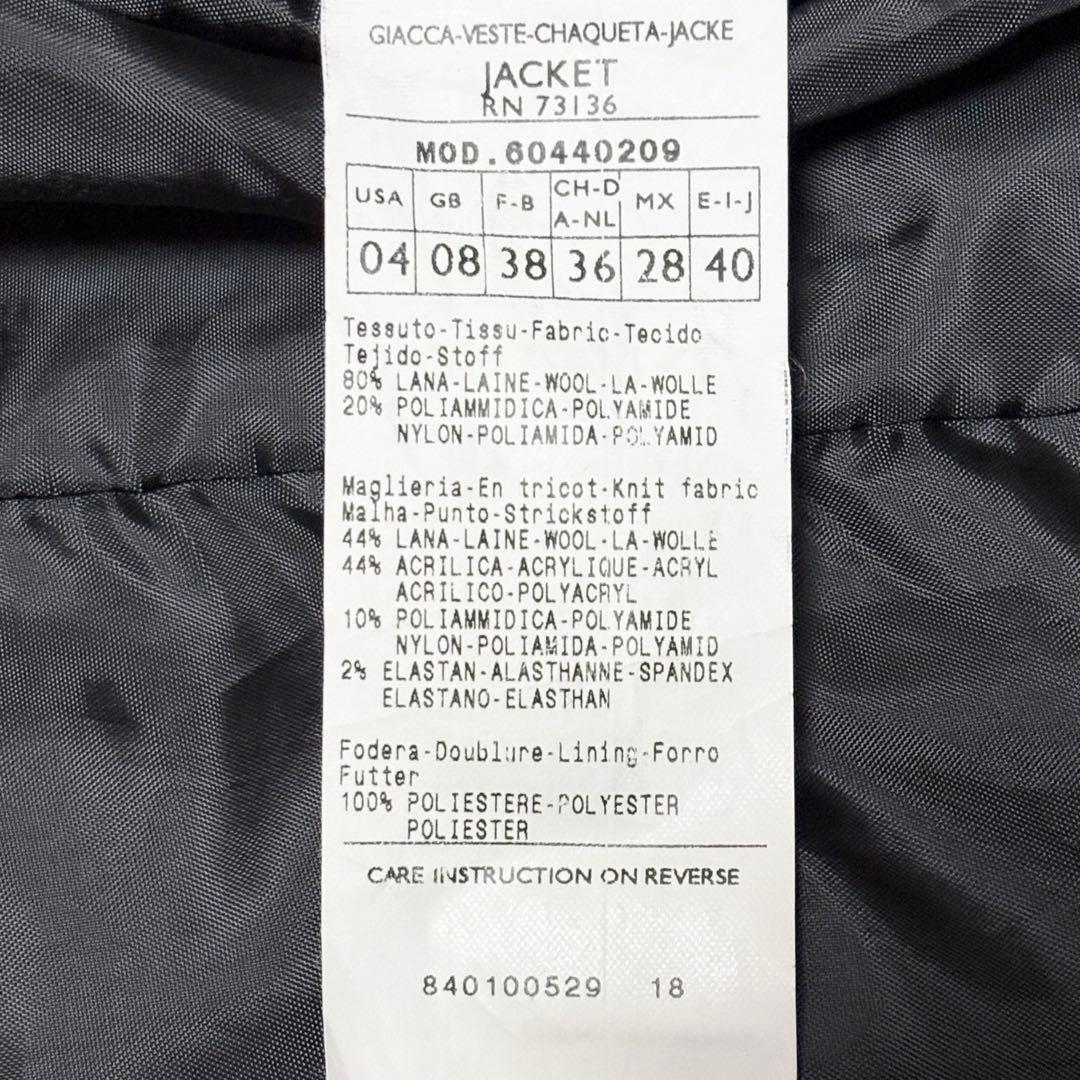 GIACCA-VESTE-CHAQUETA-JACKE
JACKET
RN 73136
MOD.60440209
USA GB F-B CH-D A-NL MX E-I-J
04 08 38 36 28 40
Tessuto-Tissu-Fabric-Tecido
Tejido-Stoff
80% LANA-LAINE-WOOL-LA-WOLLE
20% POLIAMMIDICA-POLYAMIDE
NYLON-POLIAMIDA-POLYAMID
Maglieria-En tricot-Knit fabric
Malha-Punto-Strickstoff
44% LANA-LAINE-WOOL-LA-WOLLE
44% ACRILICA-ACRYLIQUE-ACRYL
ACRILICO-POLYACRYL
10% POLIAMMIDICA-POLYAMIDE
NYLON-POLIAMIDA-POLYAMID
2% ELASTAN-ALASTHANNE-SPANDEX
ELASTANO-ELASTHAN
Fodera-Doublure-Lining-Forro
Futter
100% POLIESTERE-POLYESTER
POLIESTER
CARE INSTRUCTION ON REVERSE
840100529 18